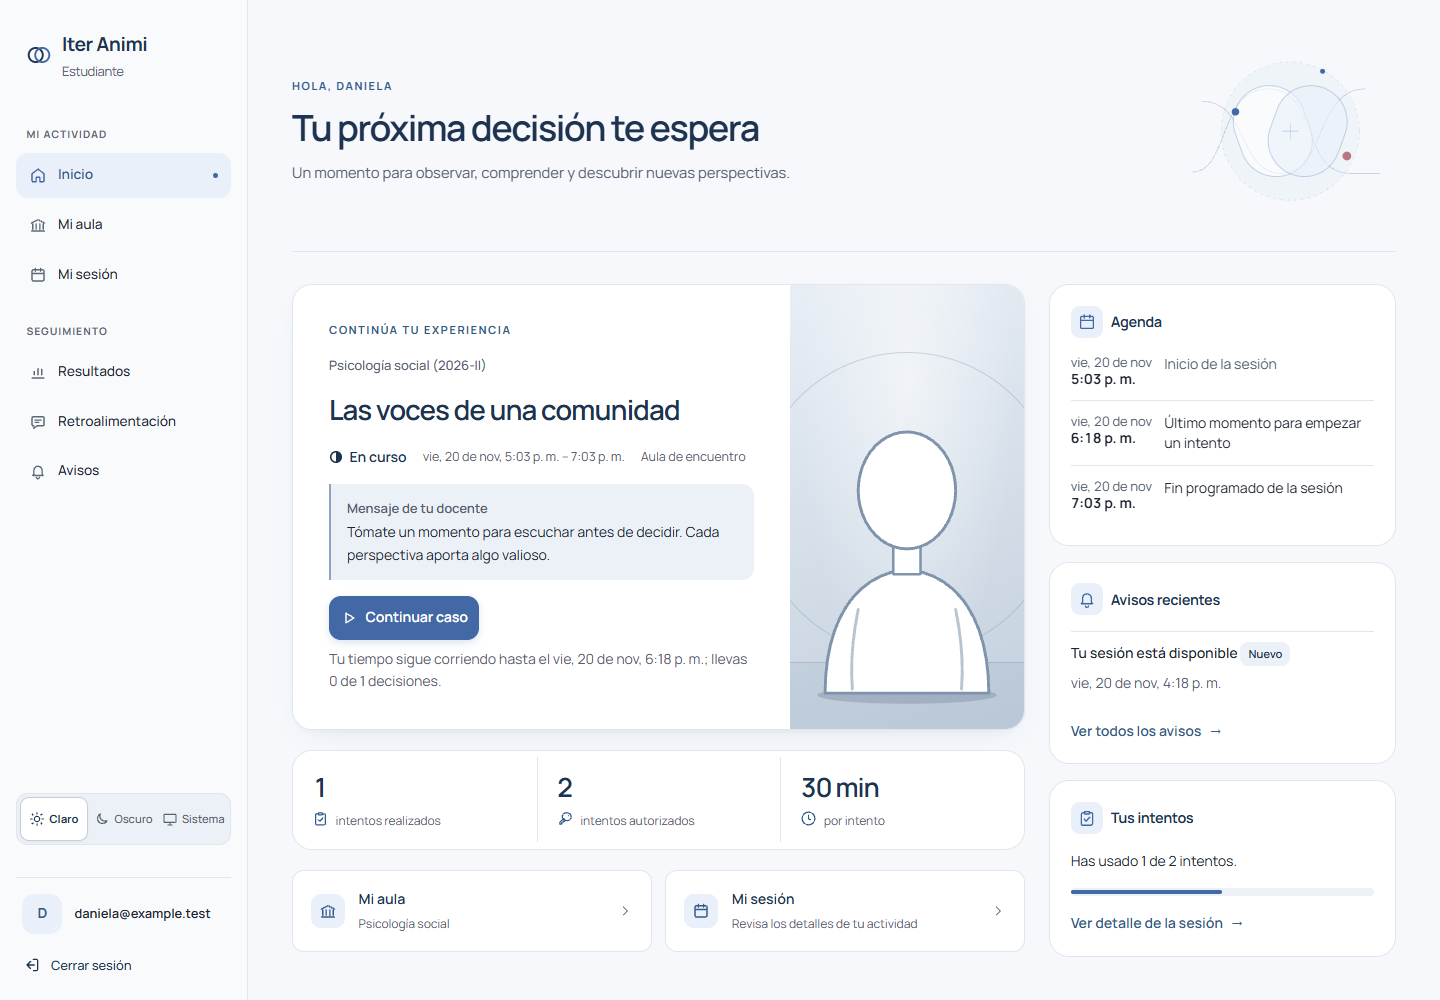 Iter Animi
Estudiante
MI ACTIVIDAD
Inicio
Mi aula
Mi sesión
SEGUIMIENTO
Resultados
Retroalimentación
Avisos
Claro
Oscuro
Sistema
D
daniela@example.test
Cerrar sesión
HOLA, DANIELA
Tu próxima decisión te espera
Un momento para observar, comprender y descubrir nuevas perspectivas.
CONTINÚA TU EXPERIENCIA
Psicología social (2026-II)
Las voces de una comunidad
En curso
vie, 20 de nov, 5:03 p. m. – 7:03 p. m.
Aula de encuentro
Mensaje de tu docente
Tómate un momento para escuchar antes de decidir. Cada
perspectiva aporta algo valioso.
Continuar caso
Tu tiempo sigue corriendo hasta el vie, 20 de nov, 6:18 p. m.; llevas
0 de 1 decisiones.
1
intentos realizados
2
intentos autorizados
30 min
por intento
Mi aula
Psicología social
Mi sesión
Revisa los detalles de tu actividad
Agenda
vie, 20 de nov
5:03 p. m.
Inicio de la sesión
vie, 20 de nov
6:18 p. m.
Último momento para empezar
un intento
vie, 20 de nov
7:03 p. m.
Fin programado de la sesión
Avisos recientes
Tu sesión está disponible
Nuevo
vie, 20 de nov, 4:18 p. m.
Ver todos los avisos →
Tus intentos
Has usado 1 de 2 intentos.
Ver detalle de la sesión →